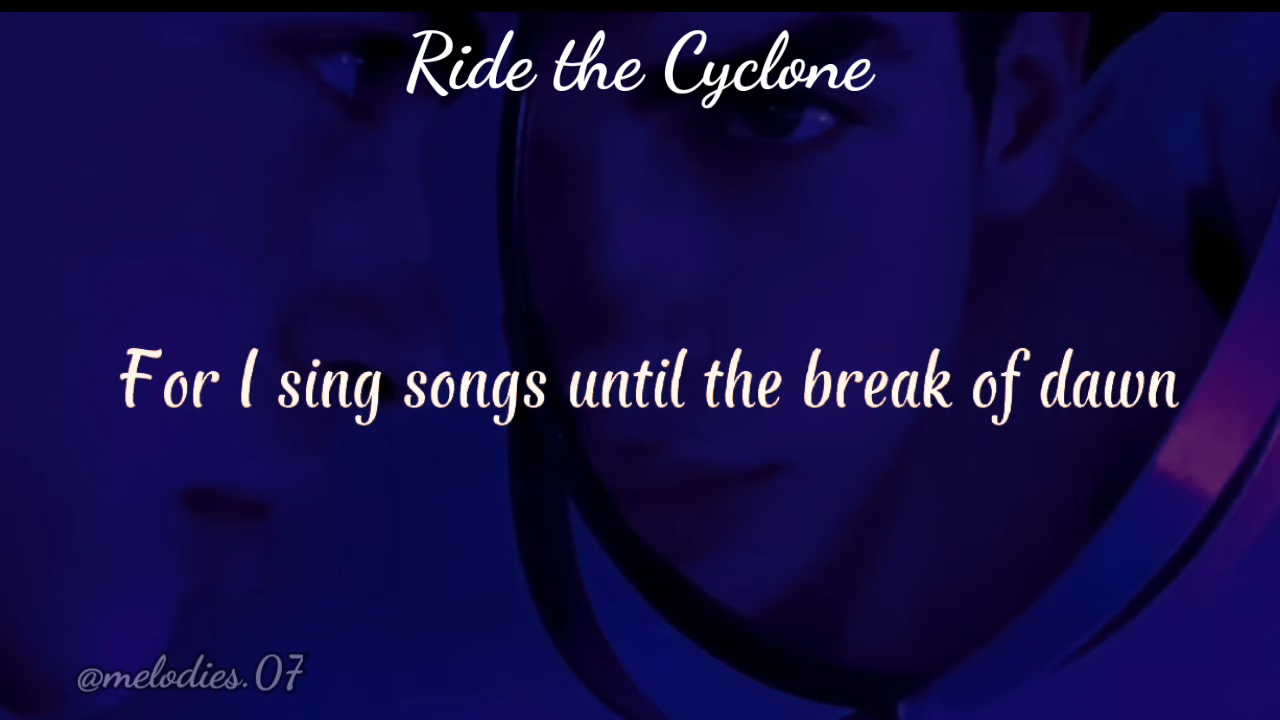 Ride the Cyclone
For I sing songs until the break of dawn
@melodies.07